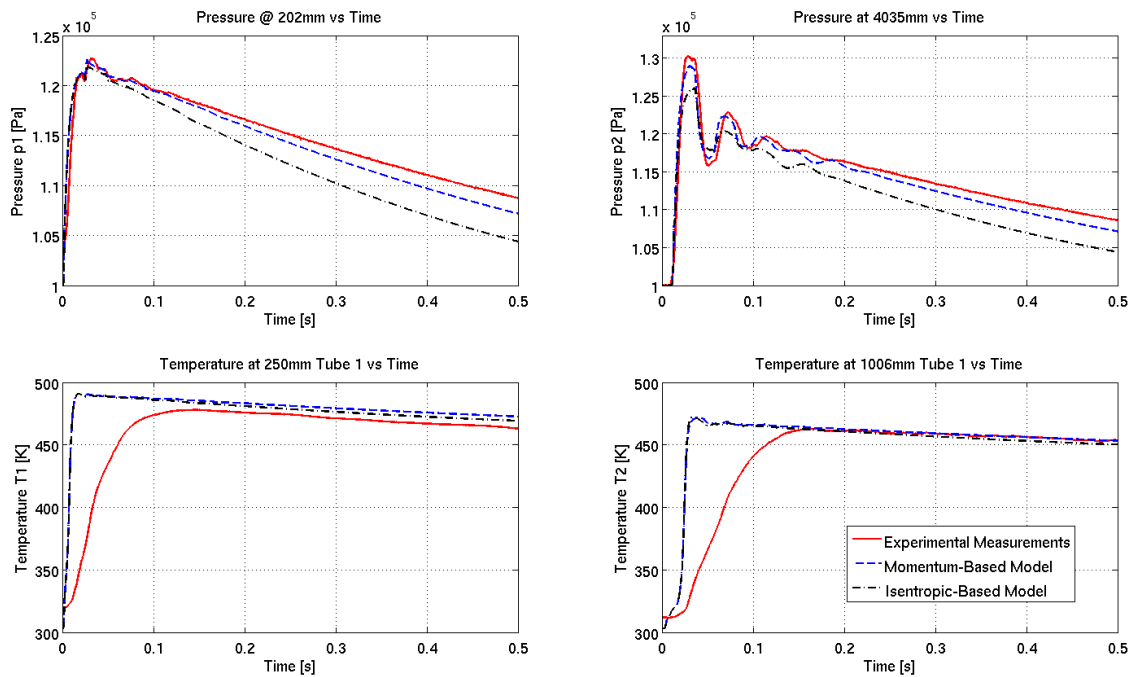 Pressure @ 202mm vs Time
x 10^5
1.25
1.2
1.15
1.1
1.05
1
Pressure p1 [Pa]
0 0.1 0.2 0.3 0.4 0.5
Time [s]
Pressure at 4035mm vs Time
x 10^5
1.3
1.25
1.2
1.15
1.1
1.05
1
Pressure p2 [Pa]
0 0.1 0.2 0.3 0.4 0.5
Time [s]
Temperature at 250mm Tube 1 vs Time
500
450
400
350
300
Temperature T1 [K]
0 0.1 0.2 0.3 0.4 0.5
Time [s]
Temperature at 1006mm Tube 1 vs Time
500
450
400
350
300
Temperature T2 [K]
0 0.1 0.2 0.3 0.4 0.5
Time [s]
Experimental Measurements
Momentum-Based Model
Isentropic-Based Model